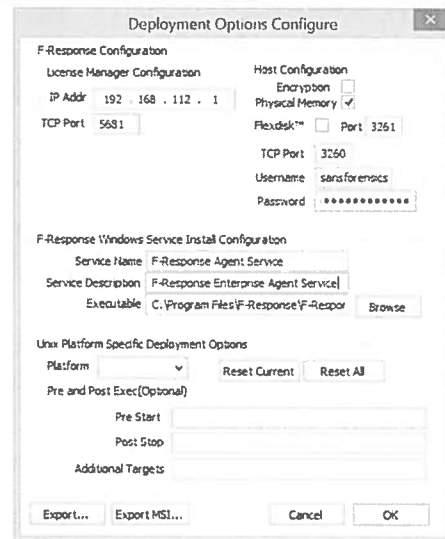 Deployment Options Configure
F-Response Configuration
License Manager Configuration
IP Addr 192 . 168 . 112 . 1
TCP Port 5681
Host Configuration
Encryption
Physical Memory
Flexdisk™ Port 3261
TCP Port 3260
Username sansforensics
Password ●●●●●●●●●●●●
F-Response Windows Service Install Configuration
Service Name F-Response Agent Service
Service Description F-Response Enterprise Agent Service
Executable C:\Program Files\F-Response\F-Respor Browse
Unix Platform Specific Deployment Options
Platform Reset Current Reset All
Pre and Post Exec(Optional)
Pre Start
Post Stop
Additional Targets
Export... Export MSI... Cancel OK